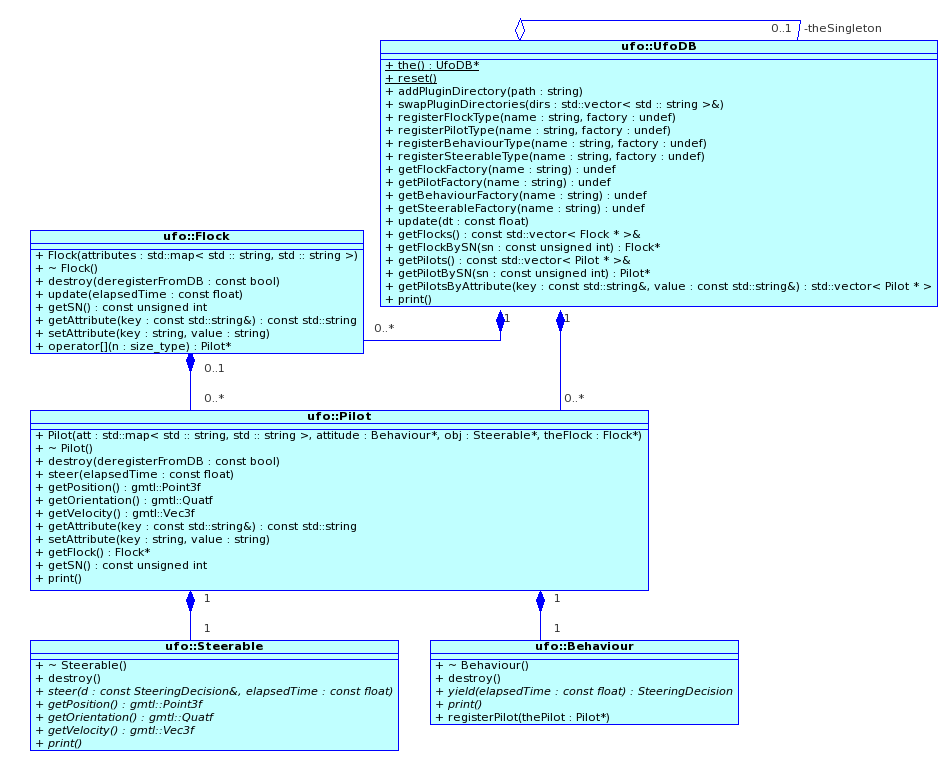 0..1 -theSingleton
ufo::UfoDB
+ the() : UfoDB*
+ reset()
+ addPluginDirectory(path : string)
+ swapPluginDirectories(dirs : std::vector< std :: string >&)
+ registerFlockType(name : string, factory : undef)
+ registerPilotType(name : string, factory : undef)
+ registerBehaviourType(name : string, factory : undef)
+ registerSteerableType(name : string, factory : undef)
+ getFlockFactory(name : string) : undef
+ getPilotFactory(name : string) : undef
+ getBehaviourFactory(name : string) : undef
+ getSteerableFactory(name : string) : undef
+ update(dt : const float)
+ getFlocks() : const std::vector< Flock * >&
+ getFlockBySN(sn : const unsigned int) : Flock*
+ getPilots() : const std::vector< Pilot * >&
+ getPilotBySN(sn : const unsigned int) : Pilot*
+ getPilotsByAttribute(key : const std::string&, value : const std::string&) : std::vector< Pilot * >
+ print()
ufo::Flock
+ Flock(attributes : std::map< std :: string, std :: string >)
+ ~ Flock()
+ destroy(deregisterFromDB : const bool)
+ update(elapsedTime : const float)
+ getSN() : const unsigned int
+ getAttribute(key : const std::string&) : const std::string
+ setAttribute(key : string, value : string)
+ operator[](n : size_type) : Pilot*
1
1
0..*
0..1
0..*
0..*
ufo::Pilot
+ Pilot(att : std::map< std :: string, std :: string >, attitude : Behaviour*, obj : Steerable*, theFlock : Flock*)
+ ~ Pilot()
+ destroy(deregisterFromDB : const bool)
+ steer(elapsedTime : const float)
+ getPosition() : gmtl::Point3f
+ getOrientation() : gmtl::Quatf
+ getVelocity() : gmtl::Vec3f
+ getAttribute(key : const std::string&) : const std::string
+ setAttribute(key : string, value : string)
+ getFlock() : Flock*
+ getSN() : const unsigned int
+ print()
1
1
1
1
ufo::Steerable
+ ~ Steerable()
+ destroy()
+ steer(d : const SteeringDecision&, elapsedTime : const float)
+ getPosition() : gmtl::Point3f
+ getOrientation() : gmtl::Quatf
+ getVelocity() : gmtl::Vec3f
+ print()
ufo::Behaviour
+ ~ Behaviour()
+ destroy()
+ yield(elapsedTime : const float) : SteeringDecision
+ print()
+ registerPilot(thePilot : Pilot*)